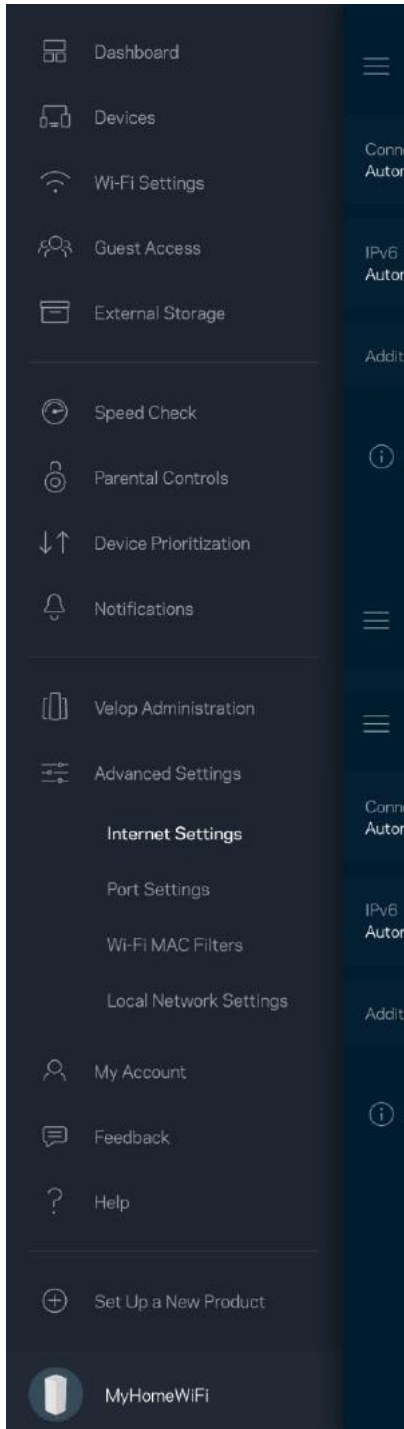 Dashboard
Devices
Wi-Fi Settings
Guest Access
External Storage
Speed Check
Parental Controls
Device Prioritization
Notifications
Velop Administration
Advanced Settings
Internet Settings
Port Settings
Wi-Fi MAC Filters
Local Network Settings
My Account
Feedback
Help
Set Up a New Product
MyHomeWiFi
IPv6
IPv6